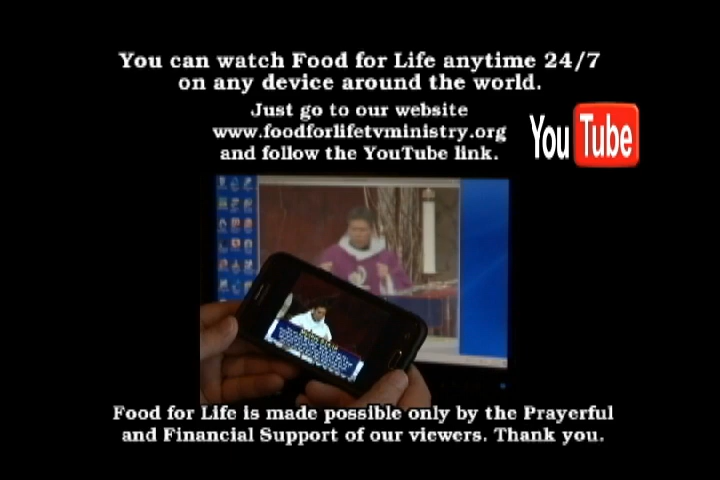 You can watch Food for Life anytime 24/7
on any device around the world.
Just go to our website
www.foodforlifetvministry.org
and follow the YouTube link.
YouTube
Food for Life is made possible only by the Prayerful
and Financial Support of our viewers. Thank you.